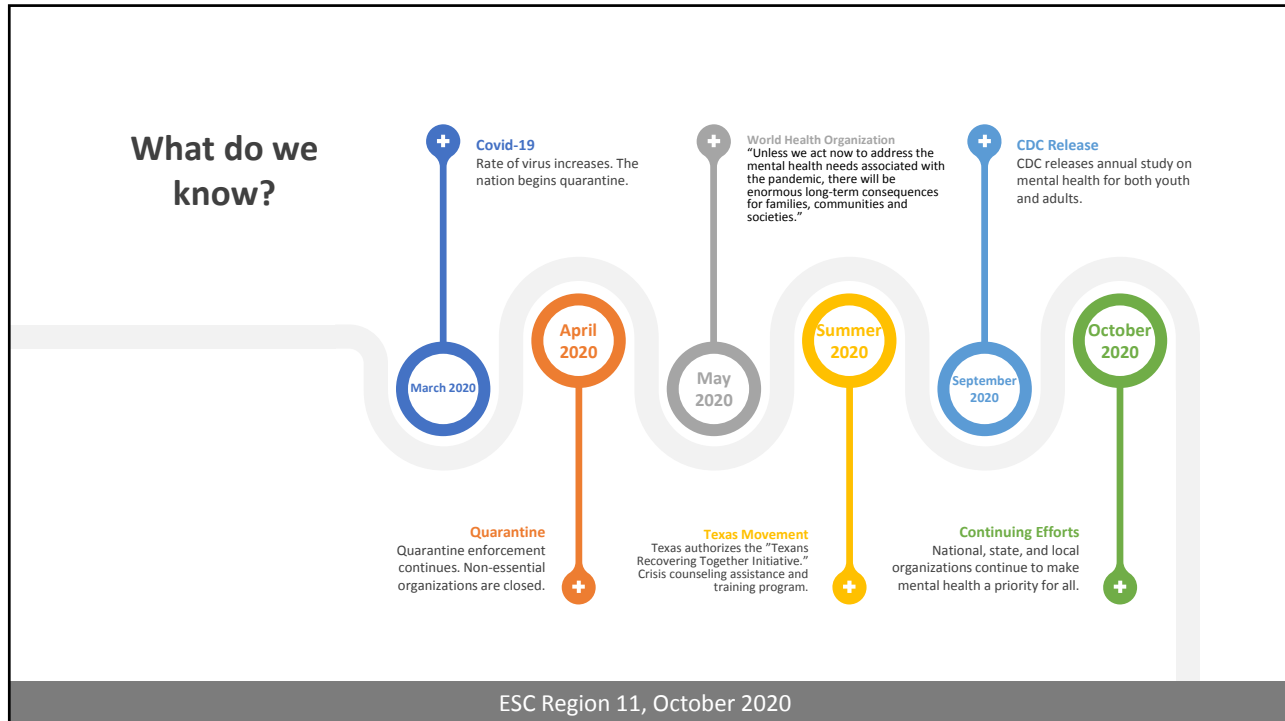 What do we
know?
Covid-19
Rate of virus increases. The
nation begins quarantine.
World Health Organization
“Unless we act now to address the
mental health needs associated with
the pandemic, there will be
enormous long-term consequences
for families, communities and
societies.”
CDC Release
CDC releases annual study on
mental health for both youth
and adults.
March 2020
April
2020
May
2020
Summer
2020
September
2020
October
2020
Quarantine
Quarantine enforcement
continues. Non-essential
organizations are closed.
Texas Movement
Texas authorizes the ”Texans
Recovering Together Initiative.”
Crisis counseling assistance and
training program.
Continuing Efforts
National, state, and local
organizations continue to make
mental health a priority for all.
ESC Region 11, October 2020